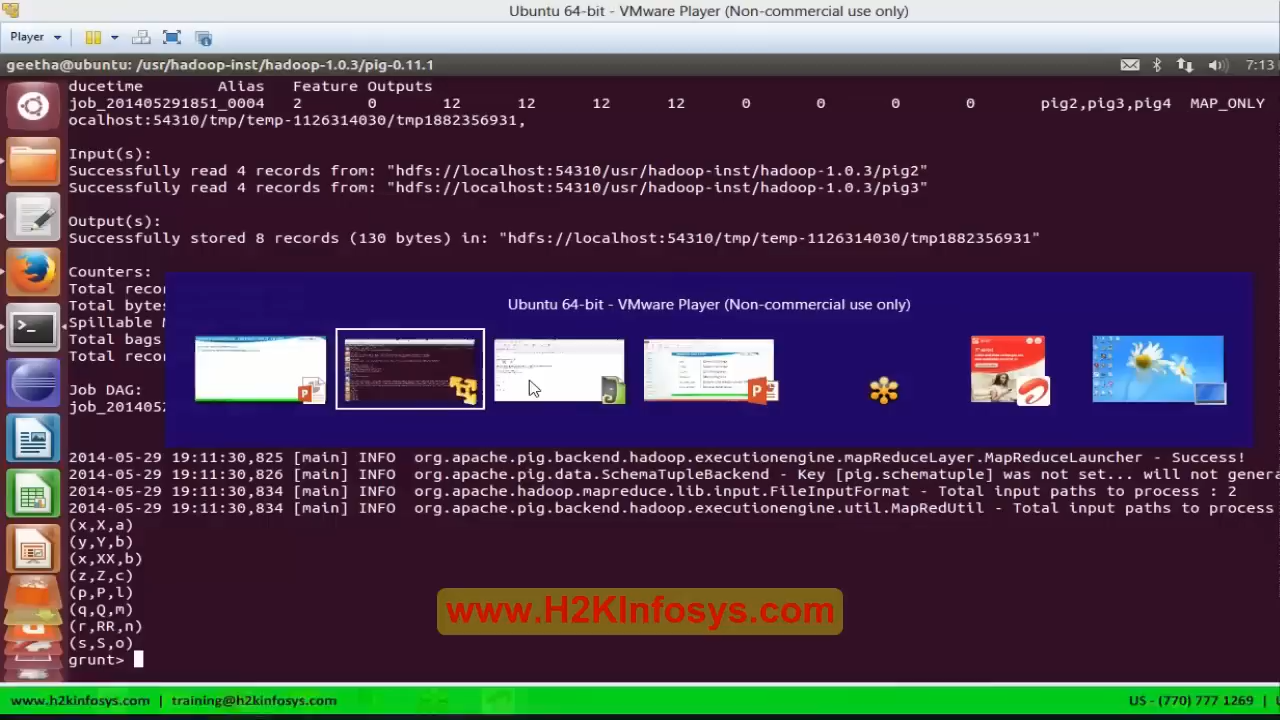 Ubuntu 64-bit - VMware Player (Non-commercial use only)
Player
geetha@ubuntu: /usr/hadoop-inst/hadoop-1.0.3/pig-0.11.1
7:13
ducetime Alias Feature Outputs
job_201405291851_0004 2 0 12 12 12 12 0 0 0 0 pig2,pig3,pig4 MAP_ONLY
ocalhost:54310/tmp/temp-1126314030/tmp1882356931,
Input(s):
Successfully read 4 records from: "hdfs://localhost:54310/usr/hadoop-inst/hadoop-1.0.3/pig2"
Successfully read 4 records from: "hdfs://localhost:54310/usr/hadoop-inst/hadoop-1.0.3/pig3"
Output(s):
Successfully stored 8 records (130 bytes) in: "hdfs://localhost:54310/tmp/temp-1126314030/tmp1882356931"
Counters:
Total recor
Total bytes
Spillable M
Total bags
Total recor
Ubuntu 64-bit - VMware Player (Non-commercial use only)
Job DAG:
job_2014052
2014-05-29 19:11:30,825 [main] INFO org.apache.pig.backend.hadoop.executionengine.mapReduceLayer.MapReduceLauncher - Success!
2014-05-29 19:11:30,826 [main] INFO org.apache.pig.data.SchemaTupleBackend - Key [pig.schematuple] was not set... will not genera
2014-05-29 19:11:30,834 [main] INFO org.apache.hadoop.mapreduce.lib.input.FileInputFormat - Total input paths to process : 2
2014-05-29 19:11:30,834 [main] INFO org.apache.pig.backend.hadoop.executionengine.util.MapRedUtil - Total input paths to process
(x,X,a)
(y,Y,b)
(x,XX,b)
(z,Z,c)
(p,P,l)
(q,Q,m)
(r,RR,n)
(s,S,o)
grunt>
www.H2KInfosys.com
www.h2kinfosys.com | training@h2kinfosys.com
US - (770) 777 1269 |